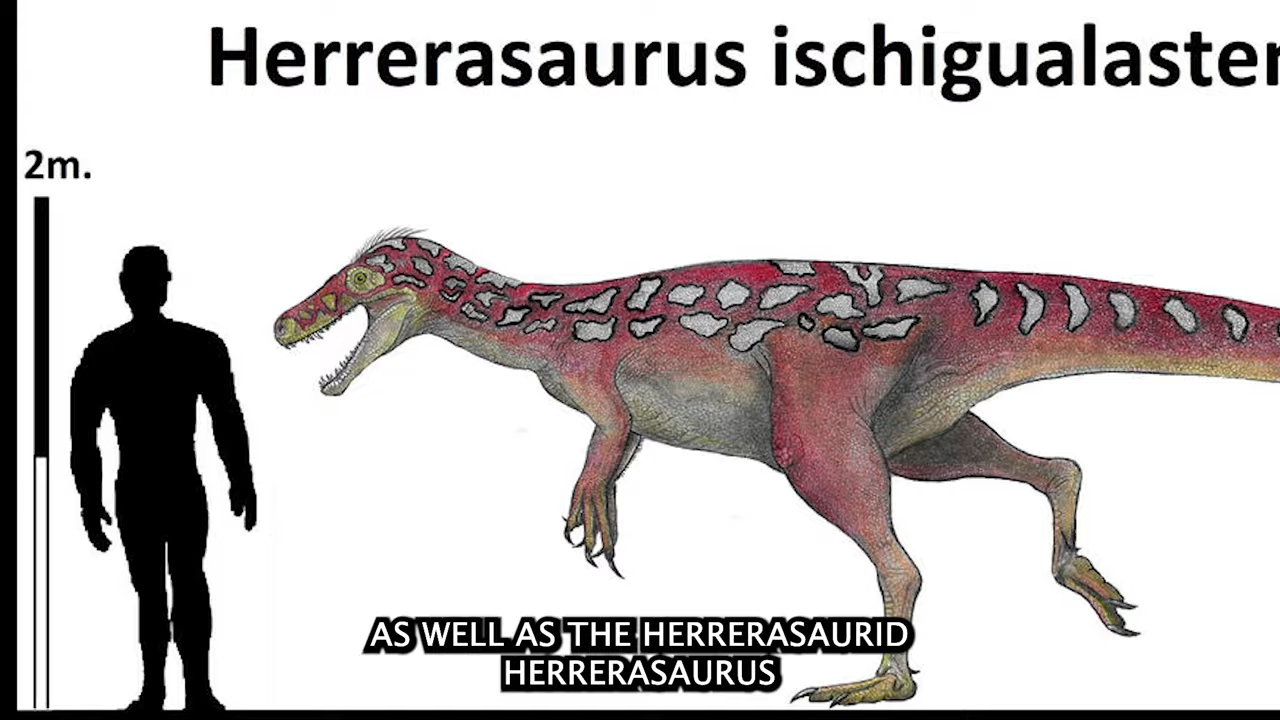 Herrerasaurus ischigualaster
2m.
AS WELL AS THE HERRERASAURID
HERRERASAURUS